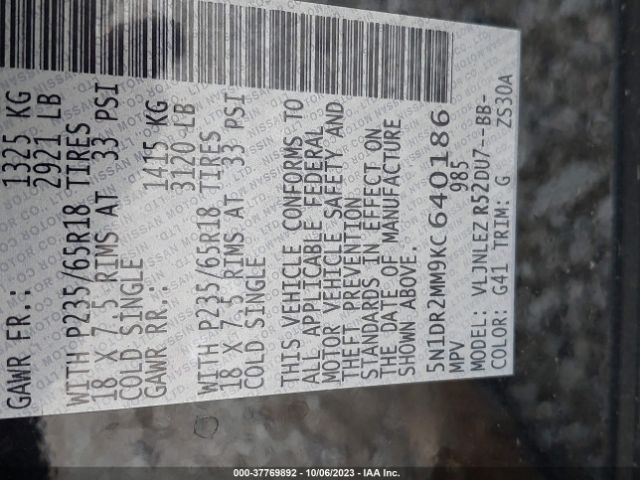 GAWR FR.: 1325 KG
2921 LB
WITH P235/65R18 TIRES
18 X 7.5 RIMS AT 33 PSI
COLD SINGLE
GAWR RR.: 1415 KG
3120 LB
WITH P235/65R18 TIRES
18 X 7.5 RIMS AT 33 PSI
COLD SINGLE
THIS VEHICLE CONFORMS TO
ALL APPLICABLE FEDERAL
MOTOR VEHICLE SAFETY AND
THEFT PREVENTION
STANDARDS IN EFFECT ON
THE DATE OF MANUFACTURE
SHOWN ABOVE.
5N1DR2MM9KC640186
MPV 985
MODEL: VLJNLEZ R52DU7--BB-
COLOR: G41 TRIM: G ZS30A
000-37769892 | 10/06/2023 | IAA Inc.